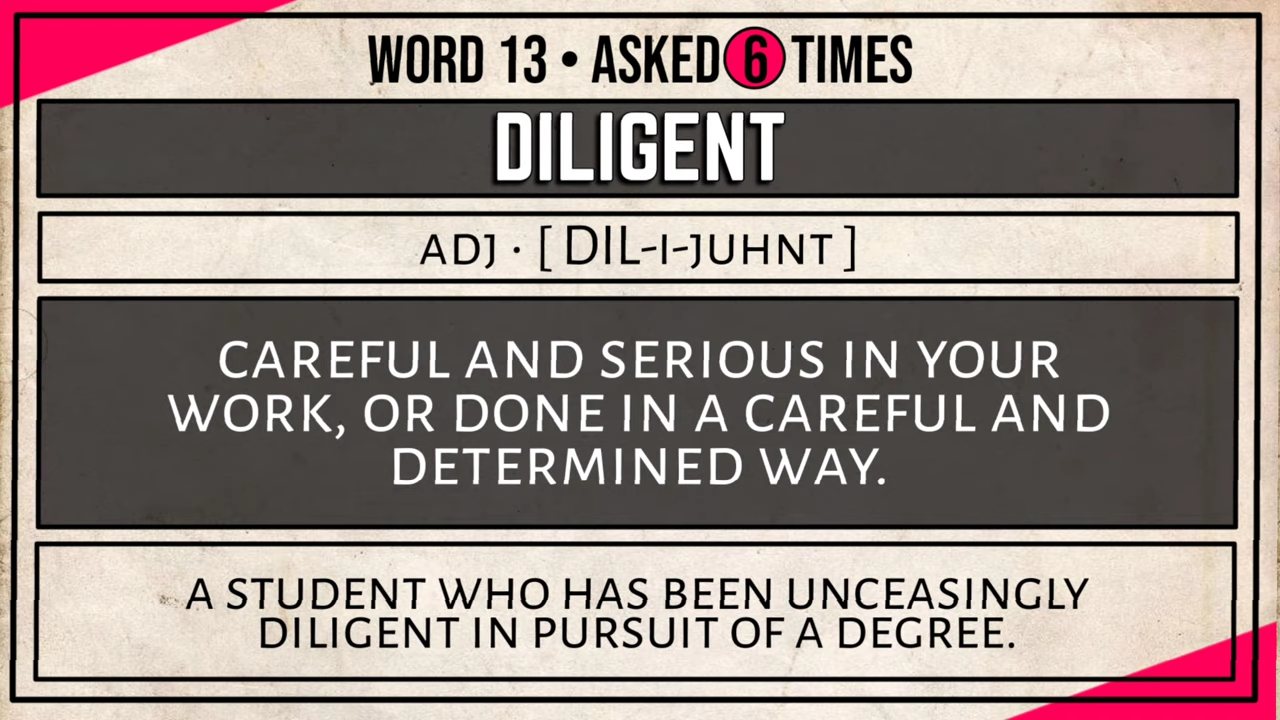 WORD 13 • ASKED 6 TIMES
DILIGENT
ADJ · [ DIL-I-JUHNT ]
CAREFUL AND SERIOUS IN YOUR
WORK, OR DONE IN A CAREFUL AND
DETERMINED WAY.
A STUDENT WHO HAS BEEN UNCEASINGLY
DILIGENT IN PURSUIT OF A DEGREE.